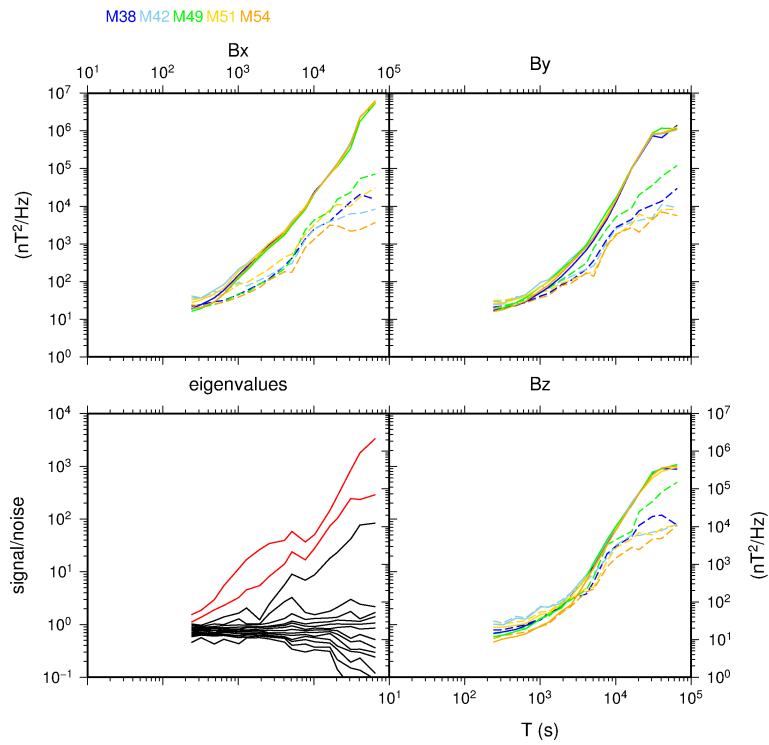 M38 M42 M49 M51 M54
Bx
By
10¹ 10² 10³ 10⁴ 10⁵
10⁷
10⁶
10⁵
10⁴
10³
10²
10¹
10⁰
(nT²/Hz)
eigenvalues
Bz
10⁴
10³
10²
10¹
10⁰
10⁻¹
signal/noise
10⁷
10⁶
10⁵
10⁴
10³
10²
10¹
10⁰
(nT²/Hz)
10¹ 10² 10³ 10⁴ 10⁵
T (s)